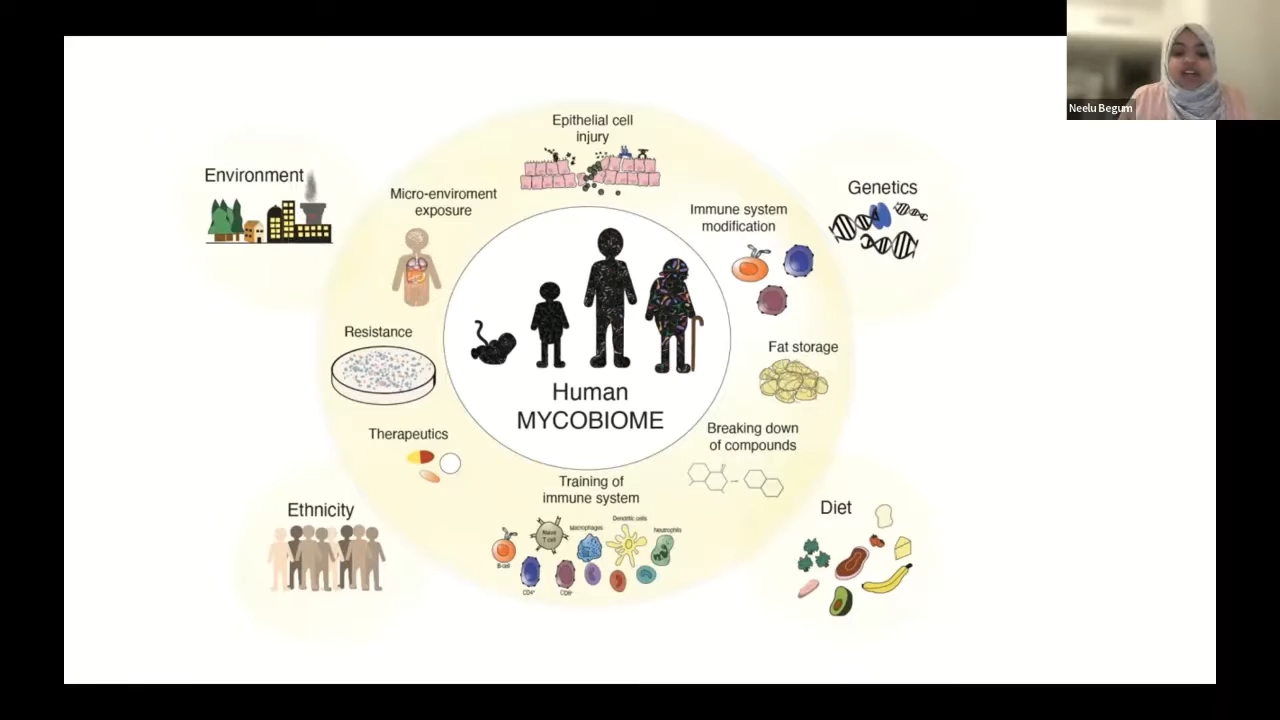 Neelu Begum
Epithelial cell
injury
Environment
Micro-enviroment
exposure
Immune system
modification
Genetics
Resistance
Fat storage
Human
MYCOBIOME
Therapeutics
Breaking down
of compounds
Training of
immune system
Ethnicity
Diet
B-cell
Naive
T cell
Macrophages
Dendritic cells
Neutrophils
CD4+
CD8+